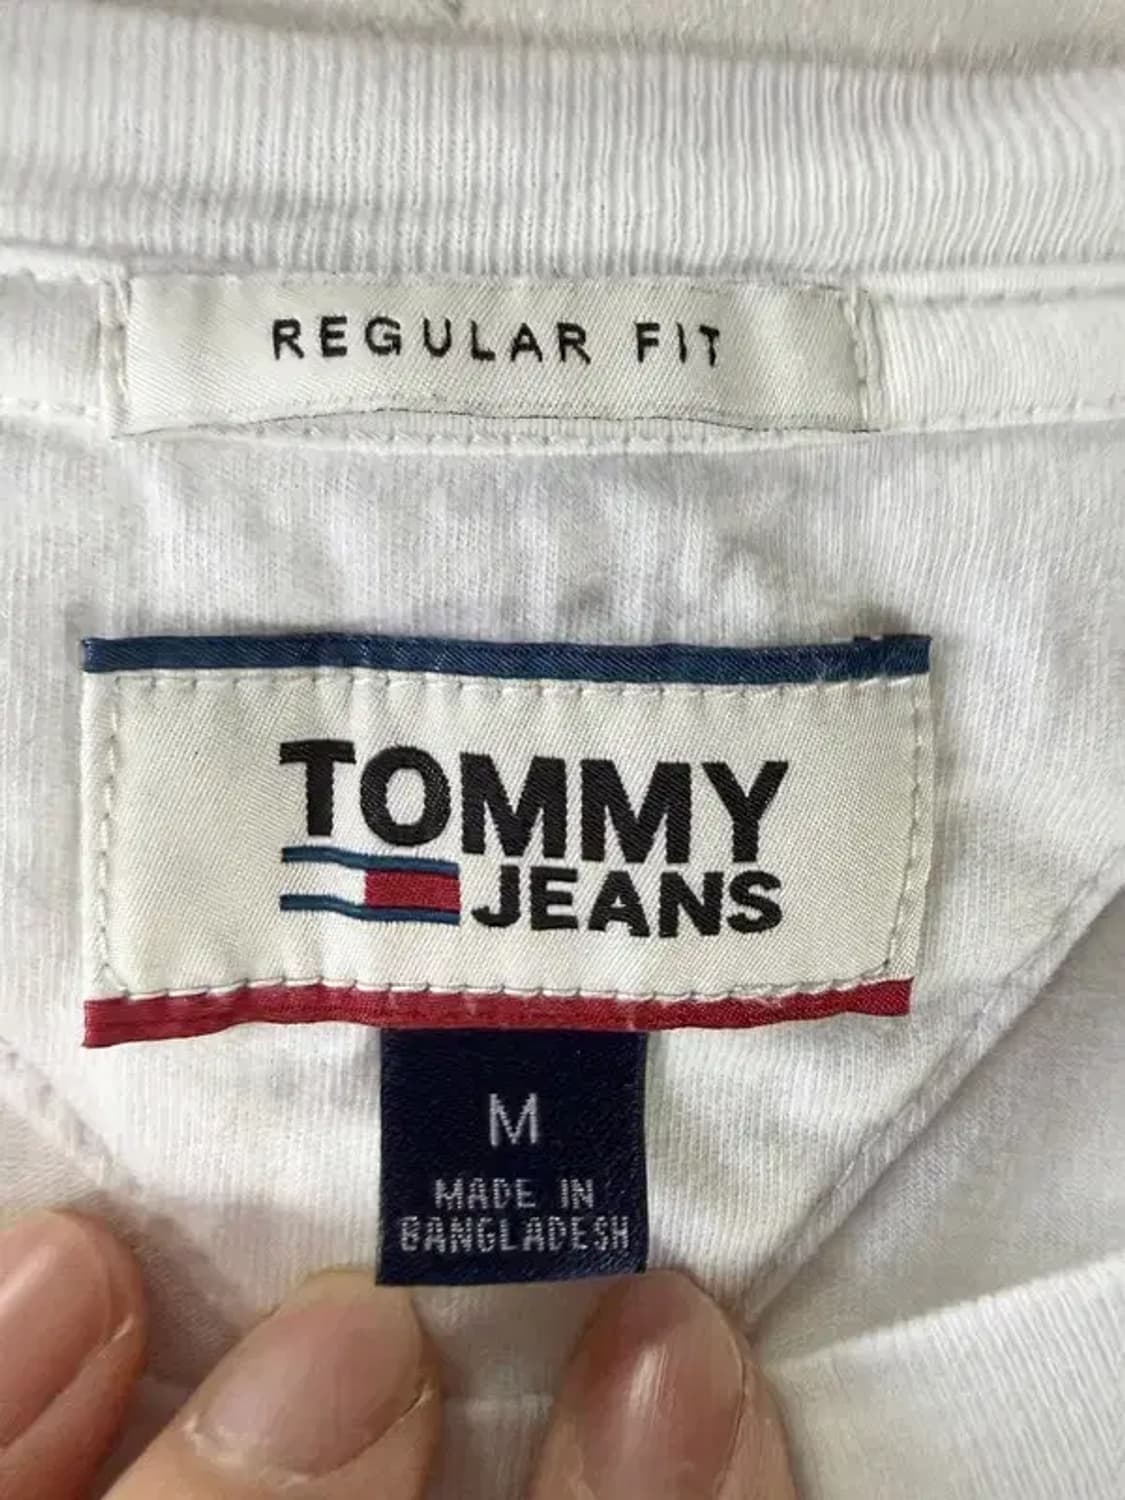 REGULAR FIT
TOMMY
JEANS
M
MADE IN
BANGLADESH